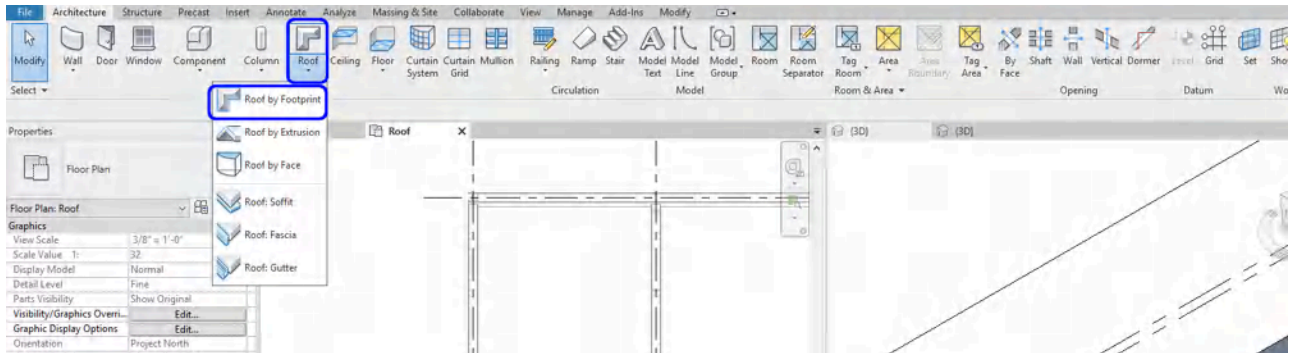 File Architecture Structure Precast Insert Annotate Analyze Massing & Site Collaborate View Manage Add-Ins Modify
Modify Wall Door Window Component Column Roof Ceiling Floor Curtain System Curtain Grid Mullion Railing Ramp Stair Model Text Model Line Model Group Room Room Separator Tag Room Area Area Boundary Tag Area By Face Shaft Wall Vertical Dormer Level Grid Set
Select Circulation Model Room & Area Opening Datum
Roof by Footprint
Roof by Extrusion
Roof by Face
Roof: Soffit
Roof: Fascia
Roof: Gutter
Properties Roof X {3D} {3D}
Floor Plan
Floor Plan: Roof
Graphics
View Scale 3/8" = 1'-0"
Scale Value 1: 32
Display Model Normal
Detail Level Fine
Parts Visibility Show Original
Visibility/Graphics Overri... Edit...
Graphic Display Options Edit...
Orientation Project North